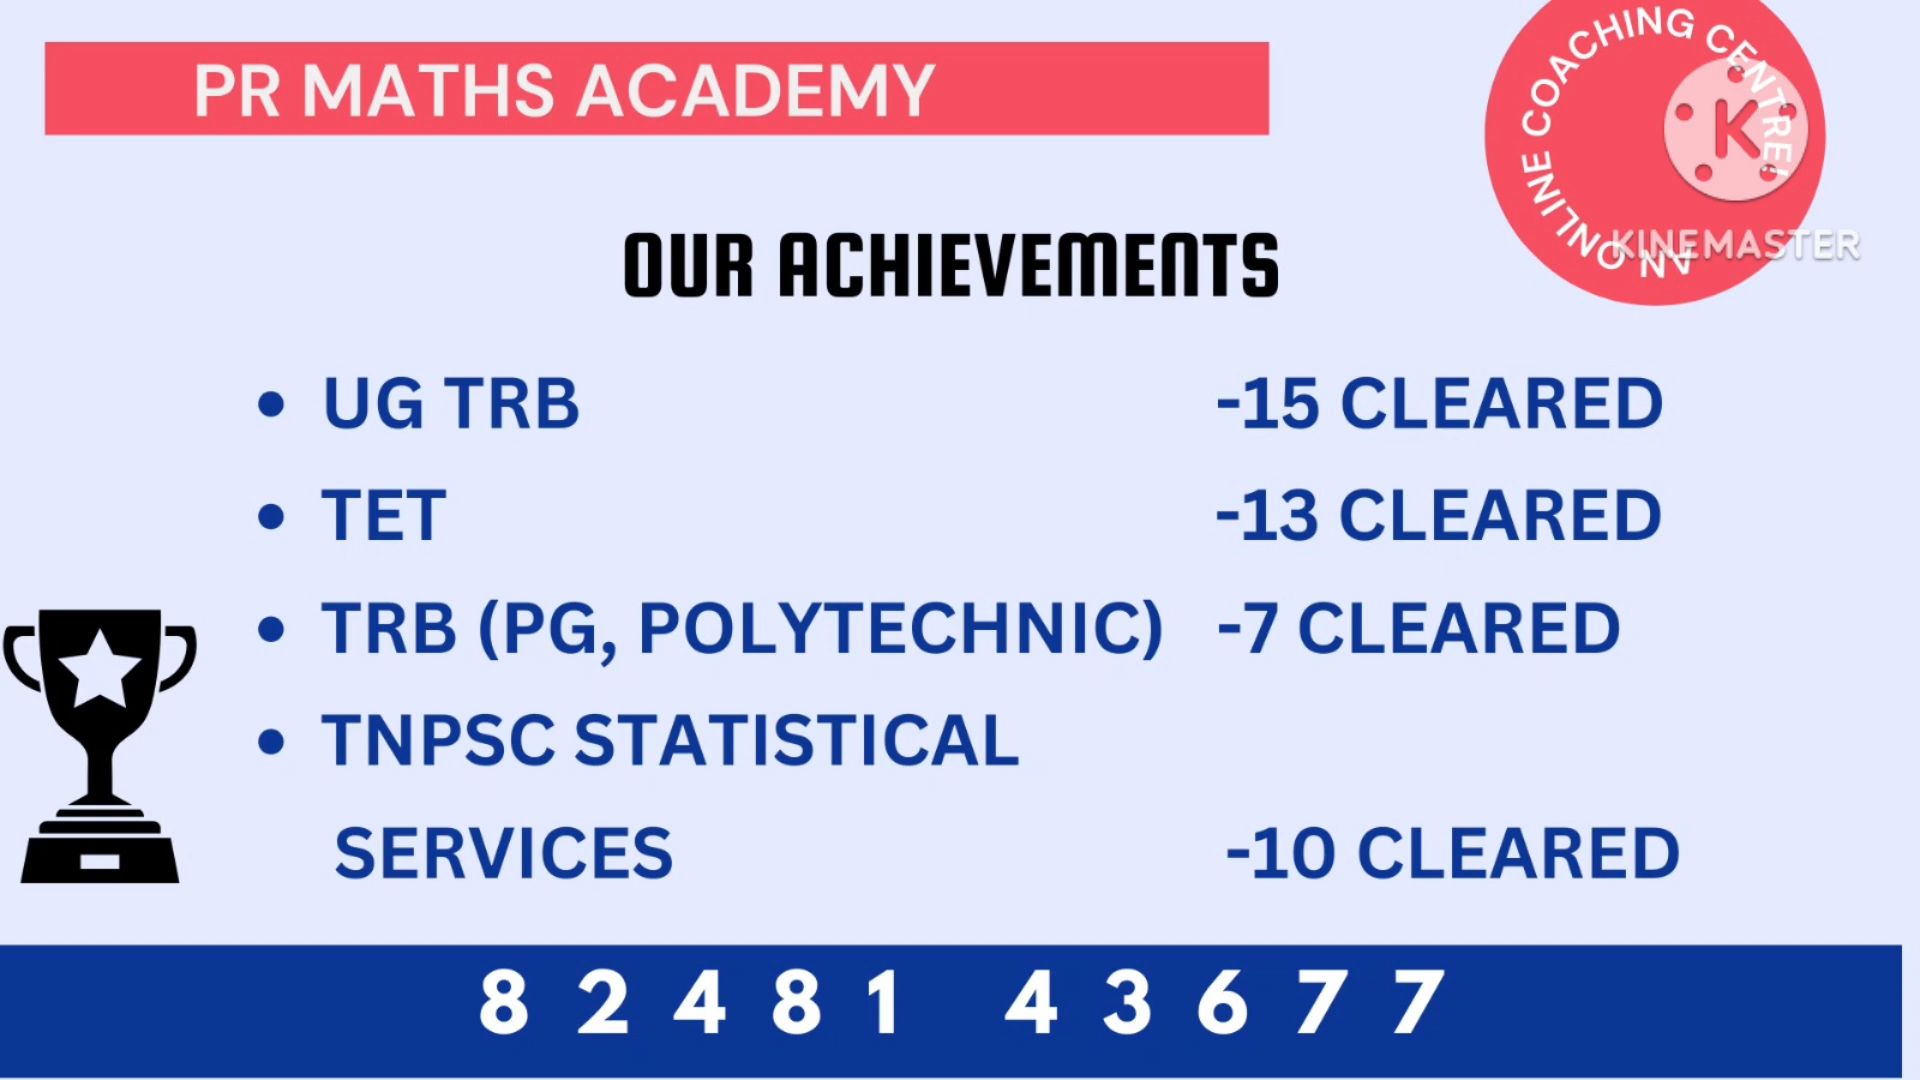 PR MATHS ACADEMY
AN ONLINE COACHING CENTRE!
K
KINEMASTER
OUR ACHIEVEMENTS
• UG TRB -15 CLEARED
• TET -13 CLEARED
• TRB (PG, POLYTECHNIC) -7 CLEARED
• TNPSC STATISTICAL
SERVICES -10 CLEARED
8 2 4 8 1 4 3 6 7 7